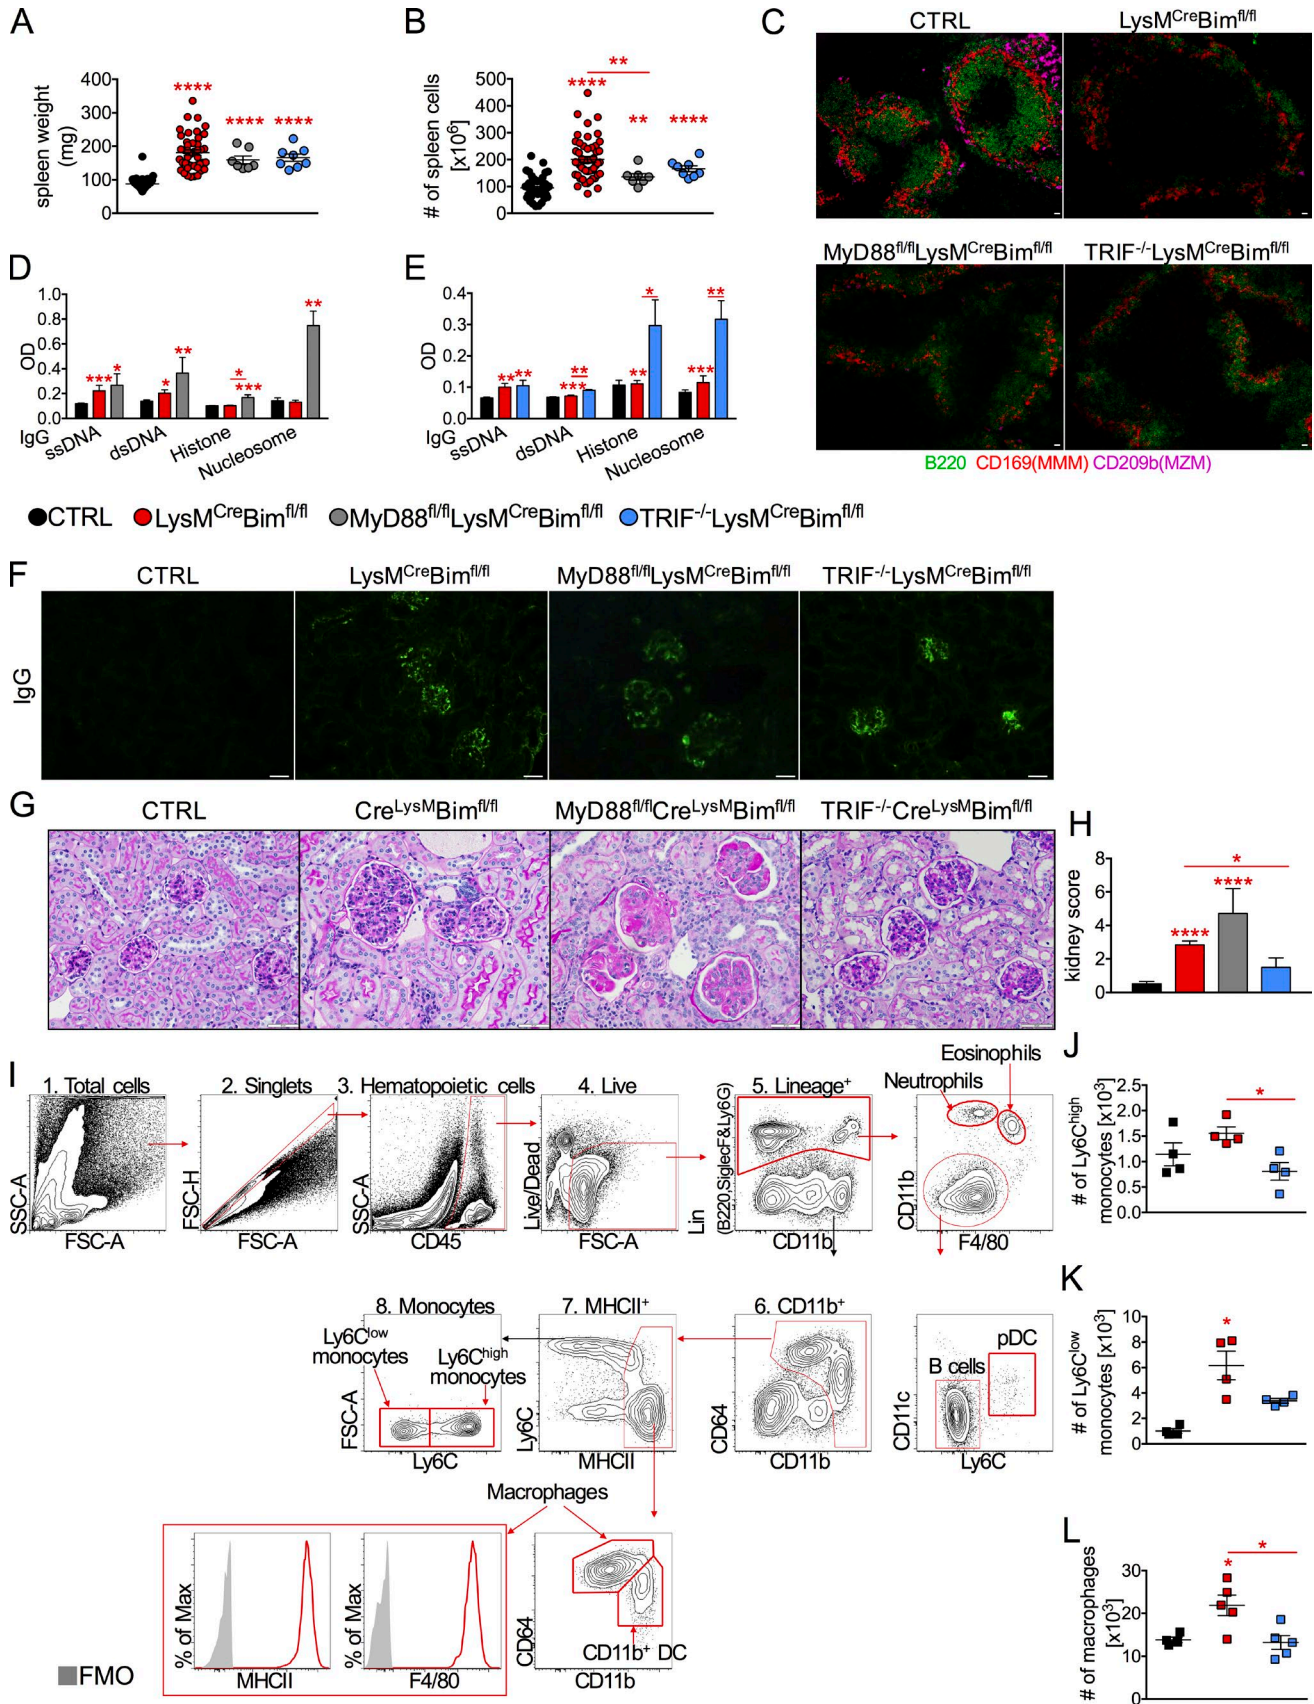 A
spleen weight
(mg)
400
300
200
100
0
****
****
****
B
# of spleen cells
[x10⁶]
500
400
300
200
100
0
**
****
**
****
C
CTRL
LysMᶜʳᵉBimᶠˡ/ᶠˡ
MyD88ᶠˡ/ᶠˡLysMᶜʳᵉBimᶠˡ/ᶠˡ
TRIF⁻/⁻LysMᶜʳᵉBimᶠˡ/ᶠˡ
B220 CD169(MMM) CD209b(MZM)
D
OD
1.0
0.8
0.6
0.4
0.2
0.0
***
*
*
**
*
***
**
IgG
ssDNA
dsDNA
Histone
Nucleosome
E
OD
0.4
0.3
0.2
0.1
0.0
**
**
**
***
*
**
**
***
IgG
ssDNA
dsDNA
Histone
Nucleosome
CTRL LysMᶜʳᵉBimᶠˡ/ᶠˡ MyD88ᶠˡ/ᶠˡLysMᶜʳᵉBimᶠˡ/ᶠˡ TRIF⁻/⁻LysMᶜʳᵉBimᶠˡ/ᶠˡ
F
CTRL
LysMᶜʳᵉBimᶠˡ/ᶠˡ
MyD88ᶠˡ/ᶠˡLysMᶜʳᵉBimᶠˡ/ᶠˡ
TRIF⁻/⁻LysMᶜʳᵉBimᶠˡ/ᶠˡ
IgG
G
CTRL
CreᴸʸˢᴹBimᶠˡ/ᶠˡ
MyD88ᶠˡ/ᶠˡCreᴸʸˢᴹBimᶠˡ/ᶠˡ
TRIF⁻/⁻CreᴸʸˢᴹBimᶠˡ/ᶠˡ
H
kidney score
8
6
4
2
0
*
****
****
I
1. Total cells
SSC-A
FSC-A
2. Singlets
FSC-H
FSC-A
3. Hematopoietic cells
SSC-A
CD45
4. Live
Live/Dead
FSC-A
5. Lineage⁺
Lin
(B220,SiglecF&Ly6G)
CD11b
Eosinophils
Neutrophils
CD11b
F4/80
8. Monocytes
Ly6Cˡᵒʷ
monocytes
Ly6Cʰⁱᵍʰ
monocytes
FSC-A
Ly6C
7. MHCII⁺
Ly6C
MHCII
6. CD11b⁺
CD64
CD11b
pDC
B cells
CD11c
Ly6C
Macrophages
% of Max
MHCII
% of Max
F4/80
CD64
CD11b⁺ DC
CD11b
FMO
J
# of Ly6Cʰⁱᵍʰ
monocytes [x10³]
2.5
2.0
1.5
1.0
0.5
0.0
*
K
# of Ly6Cˡᵒʷ
monocytes [x10³]
10
8
6
4
2
0
*
L
# of macrophages
[x10³]
30
20
10
0
*
*